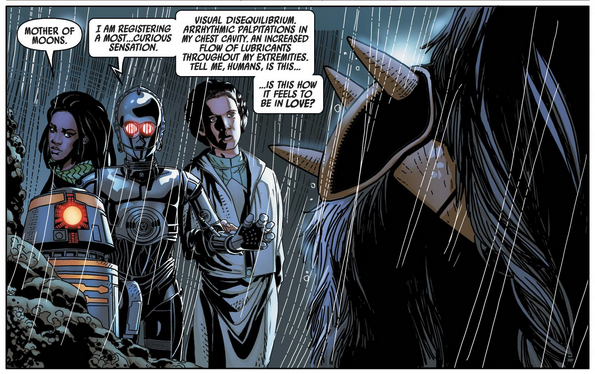 MOTHER OF
MOONS.
I AM REGISTERING
A MOST...CURIOUS
SENSATION.
VISUAL DISEQUILIBRIUM.
ARRHYTHMIC PALPITATIONS IN
MY CHEST CAVITY. AN INCREASED
FLOW OF LUBRICANTS
THROUGHOUT MY EXTREMITIES.
TELL ME, HUMANS, IS THIS...
...IS THIS HOW
IT FEELS TO
BE IN LOVE?